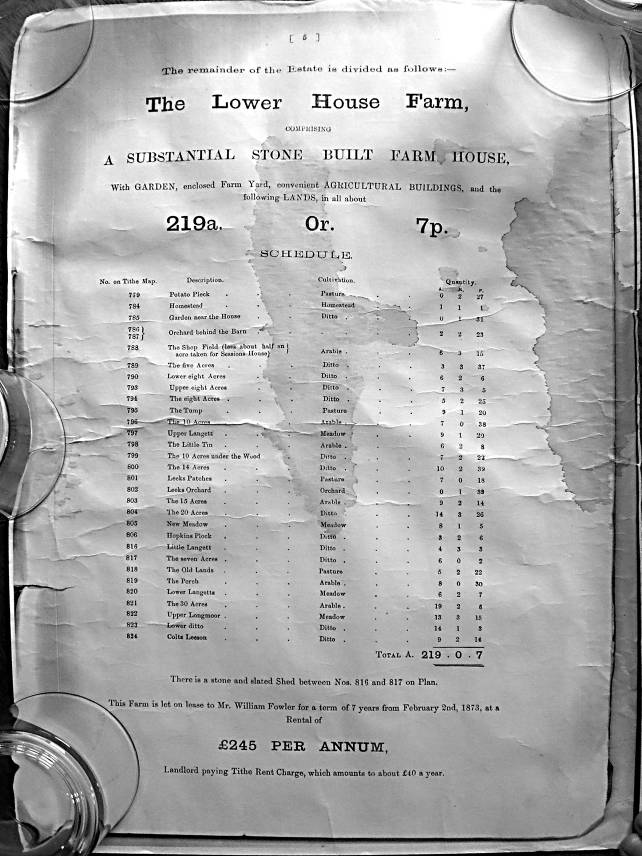 [ 5 ]
The remainder of the Estate is divided as follows:—
The Lower House Farm,
COMPRISING
A SUBSTANTIAL STONE BUILT FARM HOUSE,
With GARDEN, enclosed Farm Yard, convenient AGRICULTURAL BUILDINGS, and the
following LANDS, in all about
219a. 0r. 7p.
SCHEDULE.
No. on Tithe Map. Description. Cultivation. Quantity.
A. R. P.
779 Potato Pleck . . Pasture . . 0 2 27
784 Homestead . . Homestead . . 1 1 1
785 Garden near the House . Ditto . . 0 1 31
786 }
787 } Orchard behind the Barn . . 2 2 23
788 The Shop Field (less about half an }
acre taken for Sessions House) } Arable . . . 6 3 15
789 The five Acres . . Ditto . . 3 3 37
790 Lower eight Acres . . Ditto . . 6 2 6
793 Upper eight Acres . . Ditto . . 7 3 5
794 The eight Acres . . Ditto . . 5 2 25
795 The Tump . . Pasture . . 9 1 20
796 The 10 Acres . . Arable . . . 7 0 38
797 Upper Langett . . Meadow . . 9 1 29
798 The Little Tin . . Arable . . . 6 2 8
799 The 10 Acres under the Wood . Ditto . . 7 2 22
800 The 14 Acres . . Ditto . . 10 2 39
801 Leeks Patches . . Pasture . . 7 0 18
802 Leeks Orchard . . Orchard . . 0 1 38
803 The 15 Acres . . Arable . . . 9 2 14
804 The 20 Acres . . Ditto . . 14 3 26
805 New Meadow . . Meadow . . 8 1 5
806 Hopkins Plock . . Ditto . . 3 2 6
816 Little Langett . . Ditto . . 4 3 3
817 The seven Acres . . Ditto . . 6 0 2
818 The Old Lands . . Pasture . . 5 2 22
819 The Perch . . Arable . . . 8 0 30
820 Lower Langetts . . Meadow . . 6 2 7
821 The 30 Acres . . Arable . . . 19 2 6
822 Upper Longmoor . . Meadow . . 13 3 15
823 Lower ditto . . Ditto . . 14 1 3
824 Colts Leeson . . Ditto . . 9 2 14
TOTAL A. 219 . 0 . 7
There is a stone and slated Shed between Nos. 816 and 817 on Plan.
This Farm is let on lease to Mr. William Fowler for a term of 7 years from February 2nd, 1873, at a
Rental of
£245 PER ANNUM,
Landlord paying Tithe Rent Charge, which amounts to about £40 a year.